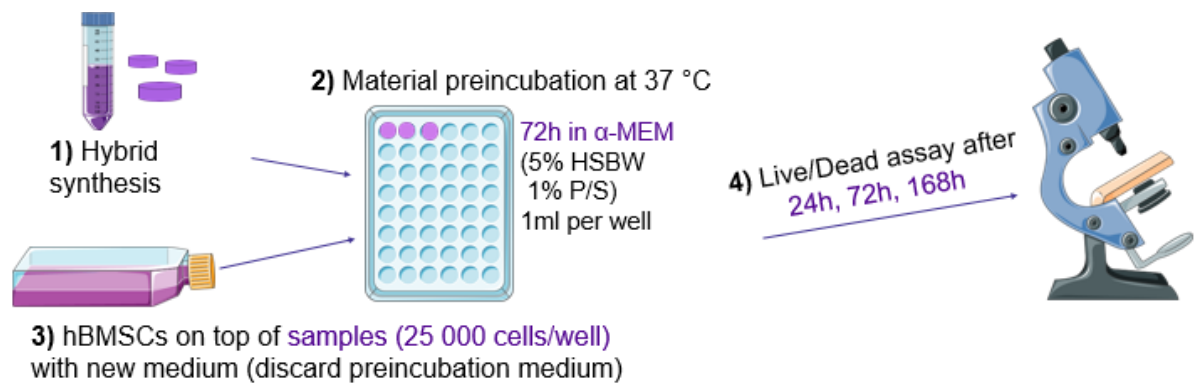 1) Hybrid
synthesis
2) Material preincubation at 37 °C
72h in α-MEM
(5% HSBW
1% P/S)
1ml per well
3) hBMSCs on top of samples (25 000 cells/well)
with new medium (discard preincubation medium)
4) Live/Dead assay after
24h, 72h, 168h